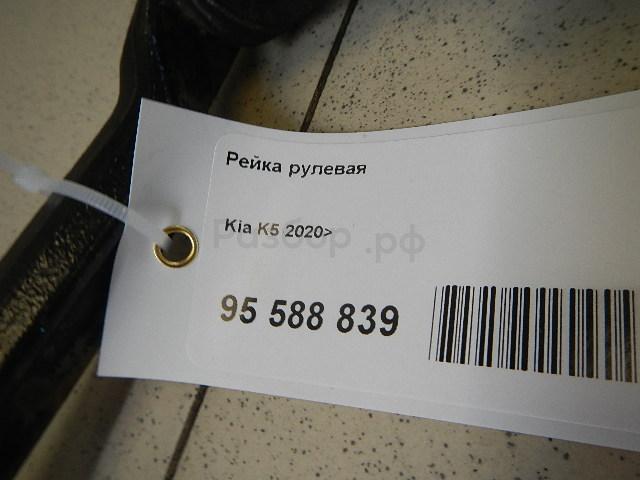 Рейка рулевая
Kia K5 2020>
Разбор.рф
95 588 839